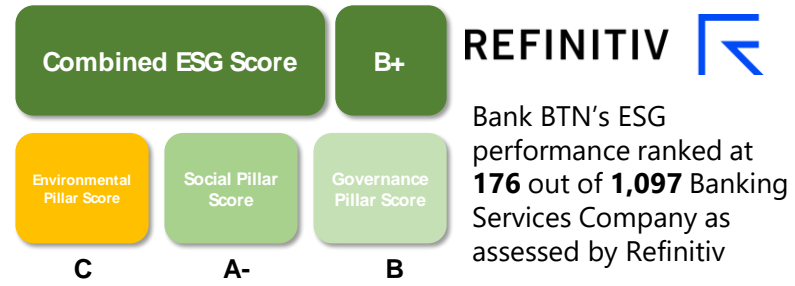 Combined ESG Score
B+
Environmental
Pillar Score
Social Pillar
Score
Governance
Pillar Score
C
A-
B
REFINITIV
Bank BTN’s ESG
performance ranked at
176 out of 1,097 Banking
Services Company as
assessed by Refinitiv